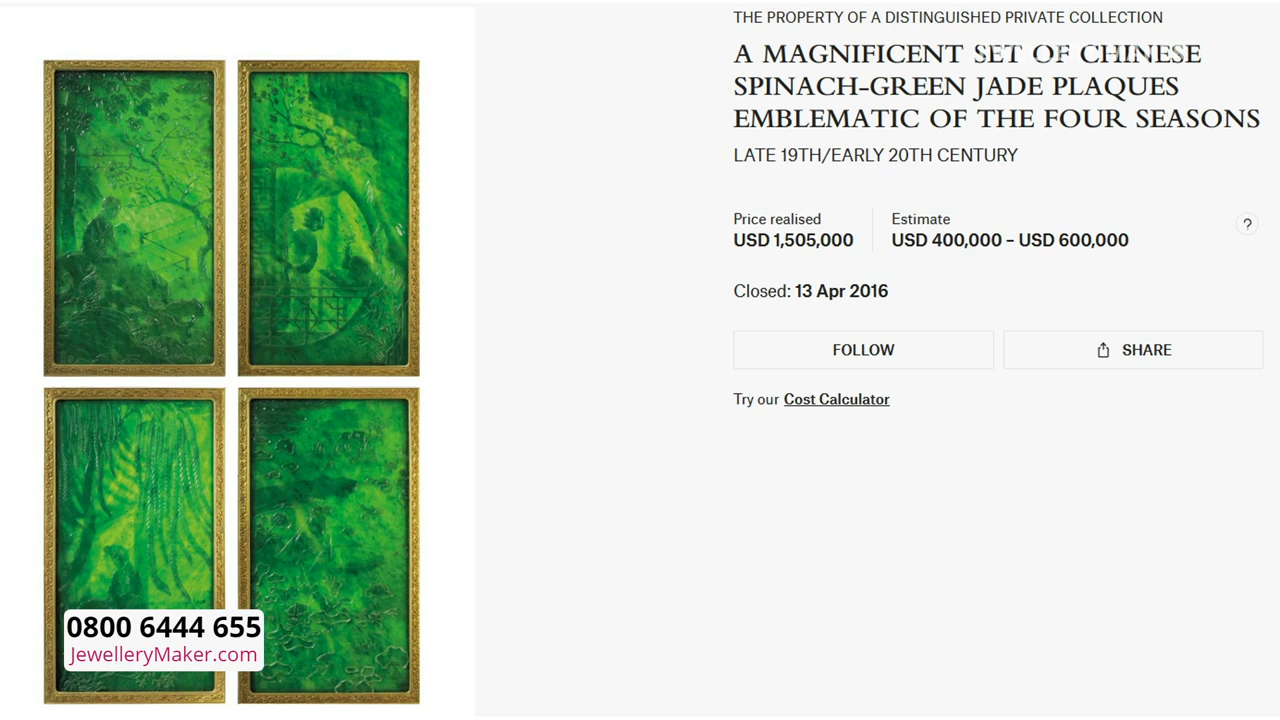 THE PROPERTY OF A DISTINGUISHED PRIVATE COLLECTION
A MAGNIFICENT SET OF CHINESE
SPINACH-GREEN JADE PLAQUES
EMBLEMATIC OF THE FOUR SEASONS
LATE 19TH/EARLY 20TH CENTURY
Price realised
USD 1,505,000
Estimate
USD 400,000 – USD 600,000
?
Closed: 13 Apr 2016
FOLLOW
SHARE
Try our Cost Calculator
0800 6444 655
JewelleryMaker.com